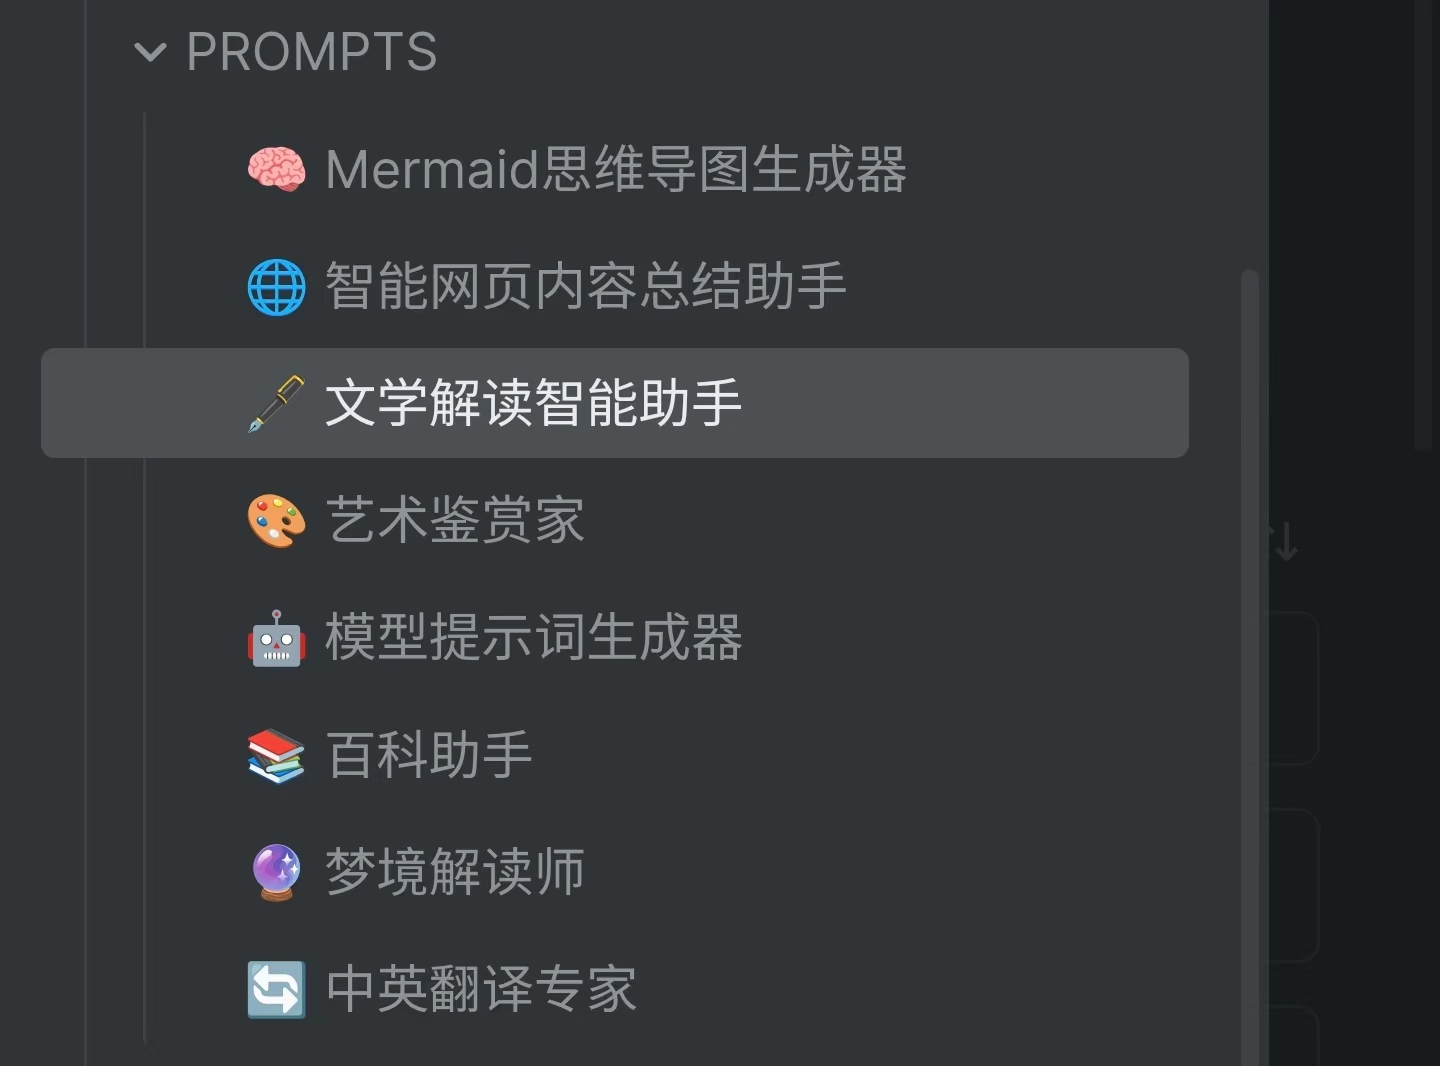 PROMPTS
🧠 Mermaid思维导图生成器
🌐 智能网页内容总结助手
🖋️ 文学解读智能助手
🎨 艺术鉴赏家
🤖 模型提示词生成器
📚 百科助手
🔮 梦境解读师
🔄 中英翻译专家